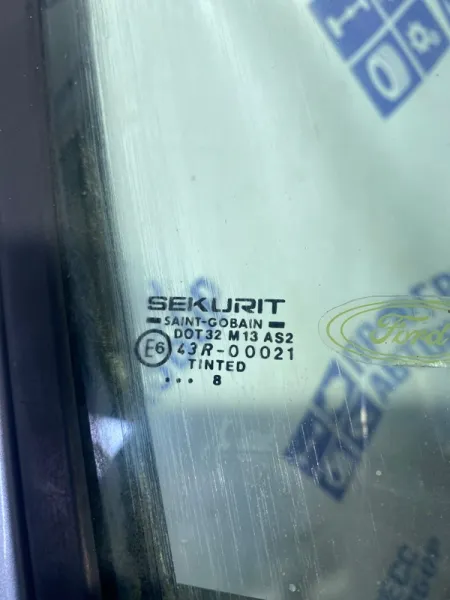 SEKURIT
SAINT-GOBAIN
DOT32 M13 AS2
E6 43R-00021
TINTED
... 8
Ford